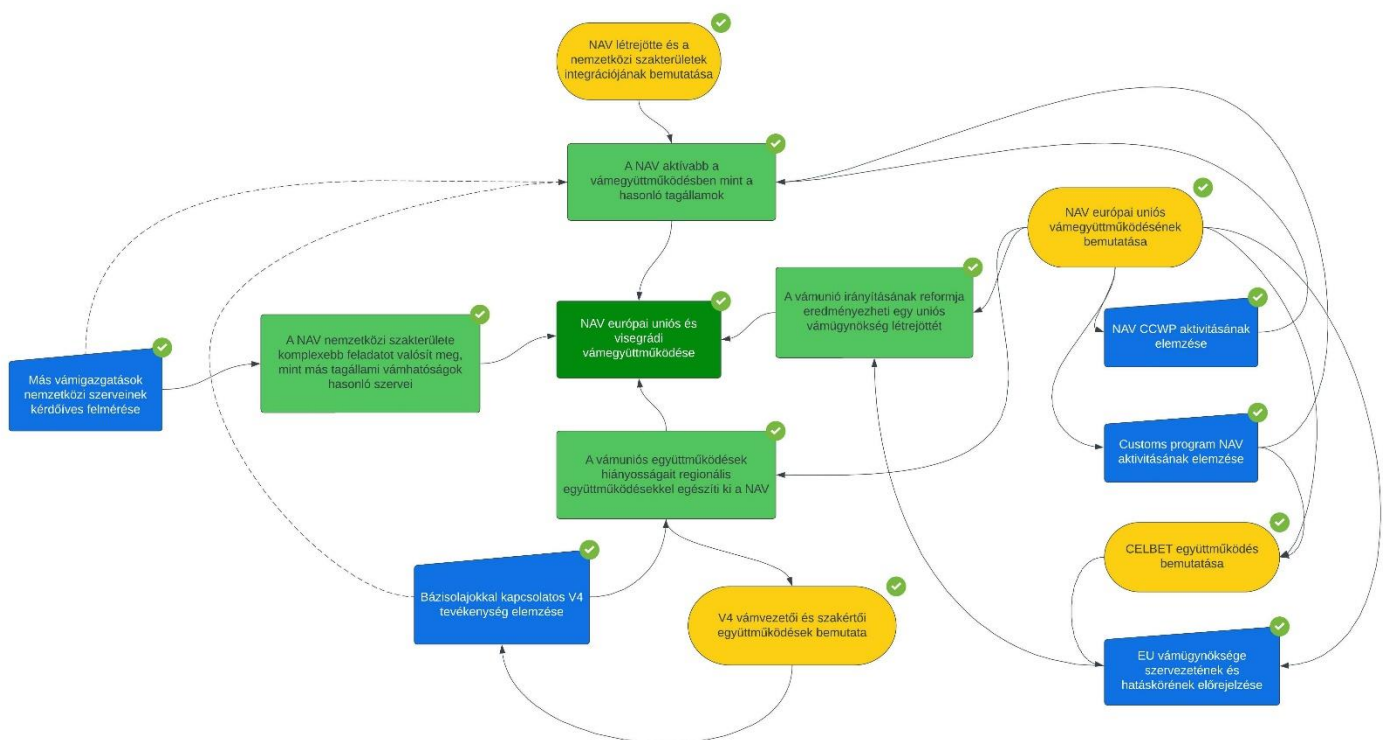 NAV létrejötte és a
nemzetközi szakterületek
integrációjának bemutatása
A NAV aktívabb a
vámegyüttműködésben mint a
hasonló tagállamok
NAV európai uniós
vámegyüttműködésének
bemutatása
A vámunió irányításának reformja
eredményezheti egy uniós
vámügynökség létrejöttét
NAV európai uniós és
visegrádi
vámegyüttműködése
NAV CCWP aktivitásának
elemzése
A NAV nemzetközi szakterülete
komplexebb feladatot valósít meg,
mint más tagállami vámhatóságok
hasonló szervei
Más vámigazgatások
nemzetközi szerveinek
kérdőíves felmérése
Customs program NAV
aktivitásának elemzése
A vámuniós együttműködések
hiányosságait regionális
együttműködésekkel egészíti ki a NAV
CELBET együttműködés
bemutatása
Bázisolajokkal kapcsolatos V4
tevékenység elemzése
V4 vámvezetői és szakértői
együttműködések bemutata
EU vámügynöksége
szervezetének és
hatáskörének előrejelzése